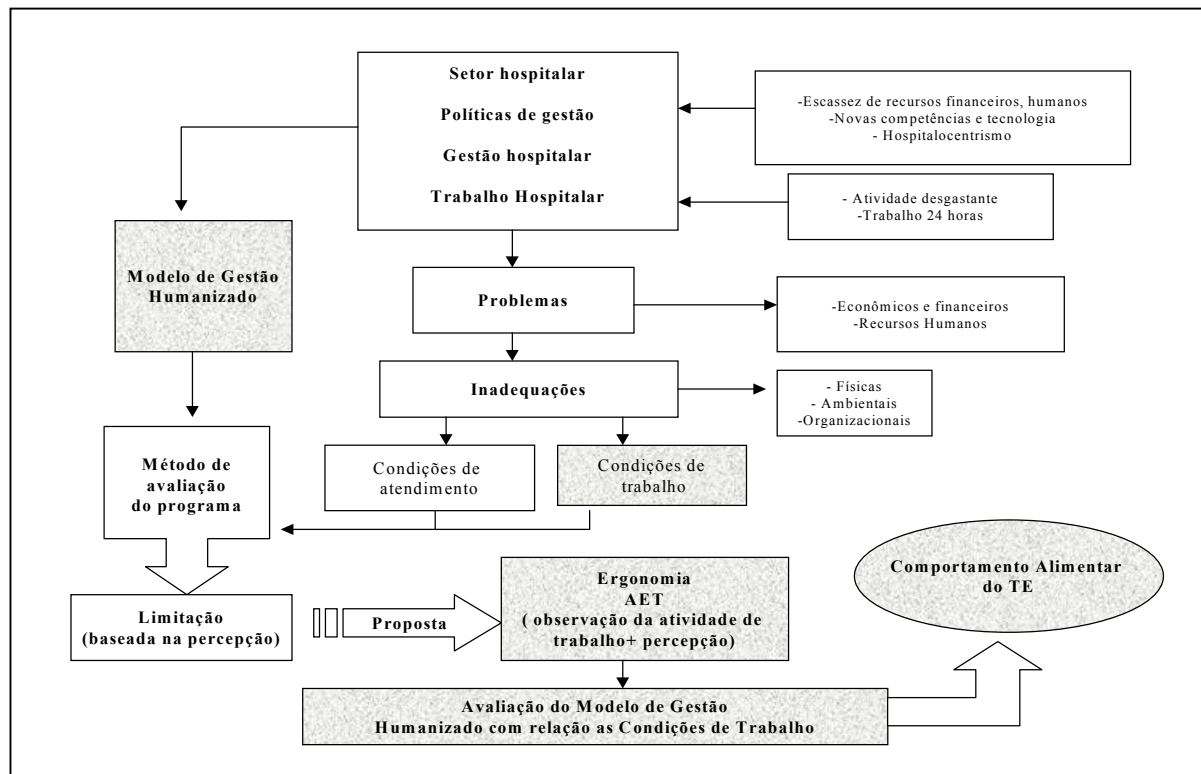 Setor hospitalar
Políticas de gestão
Gestão hospitalar
Trabalho Hospitalar
-Escassez de recursos financeiros, humanos
-Novas competências e tecnologia
- Hospitalocentrismo
- Atividade desgastante
-Trabalho 24 horas
Modelo de Gestão
Humanizado
Problemas
-Econômicos e financeiros
-Recursos Humanos
Inadequações
- Físicas
- Ambientais
-Organizacionais
Método de
avaliação
do programa
Condições de
atendimento
Condições de
trabalho
Limitação
(baseada na percepção)
Proposta
Ergonomia
AET
( observação da atividade de
trabalho+ percepção)
Comportamento Alimentar
do TE
Avaliação do Modelo de Gestão
Humanizado com relação as Condições de Trabalho